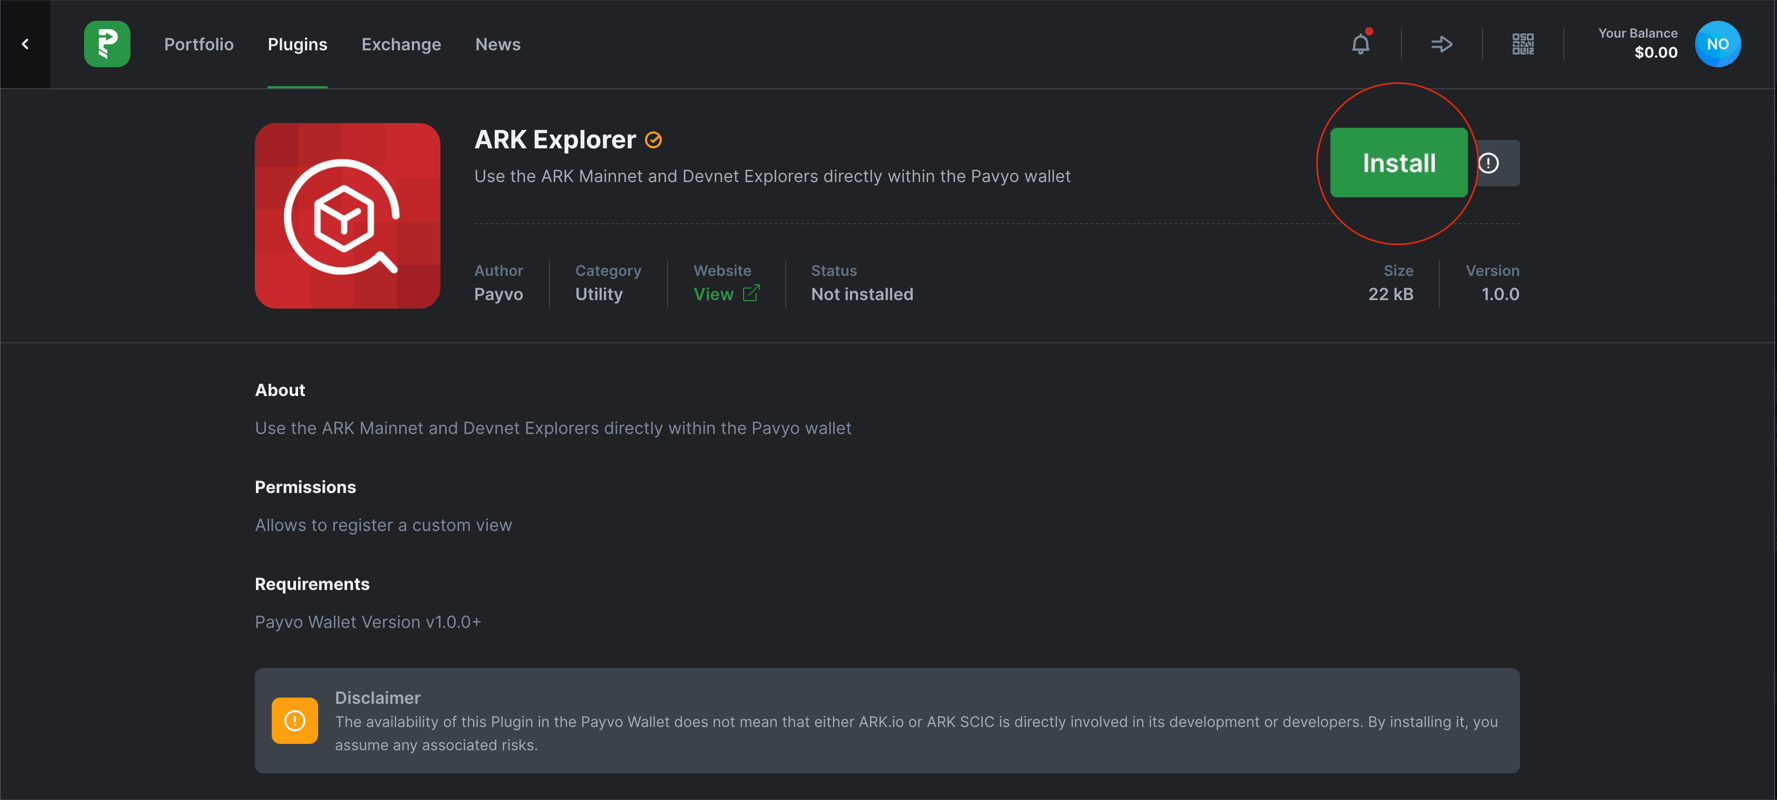 Portfolio
Plugins
Exchange
News
Your Balance
$0.00
NO
ARK Explorer
Use the ARK Mainnet and Devnet Explorers directly within the Pavyo wallet
Install
Author
Payvo
Category
Utility
Website
View
Status
Not installed
Size
22 kB
Version
1.0.0
About
Use the ARK Mainnet and Devnet Explorers directly within the Pavyo wallet
Permissions
Allows to register a custom view
Requirements
Payvo Wallet Version v1.0.0+
Disclaimer
The availability of this Plugin in the Payvo Wallet does not mean that either ARK.io or ARK SCIC is directly involved in its development or developers. By installing it, you
assume any associated risks.